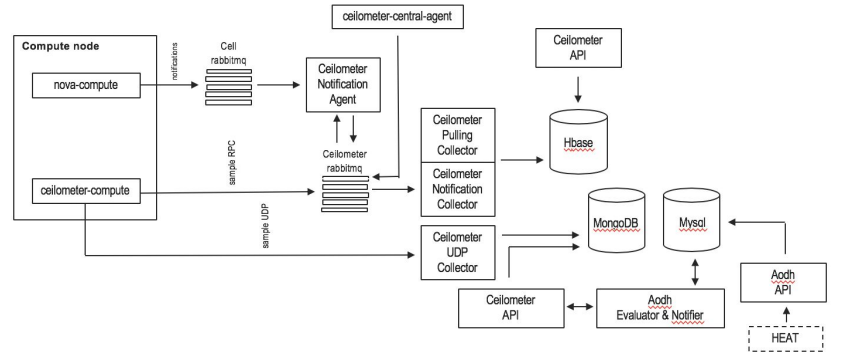 ceilometer-central-agent
Compute node
nova-compute
notifications
Cell
rabbitmq
Ceilometer
Notification
Agent
Ceilometer
API
Hbase
Ceilometer
Pulling
Collector
Ceilometer
Notification
Collector
Ceilometer
rabbitmq
sample RPC
ceilometer-compute
sample UDP
Ceilometer
UDP
Collector
MongoDB
Mysql
Ceilometer
API
Aodh
Evaluator & Notifier
Aodh
API
HEAT